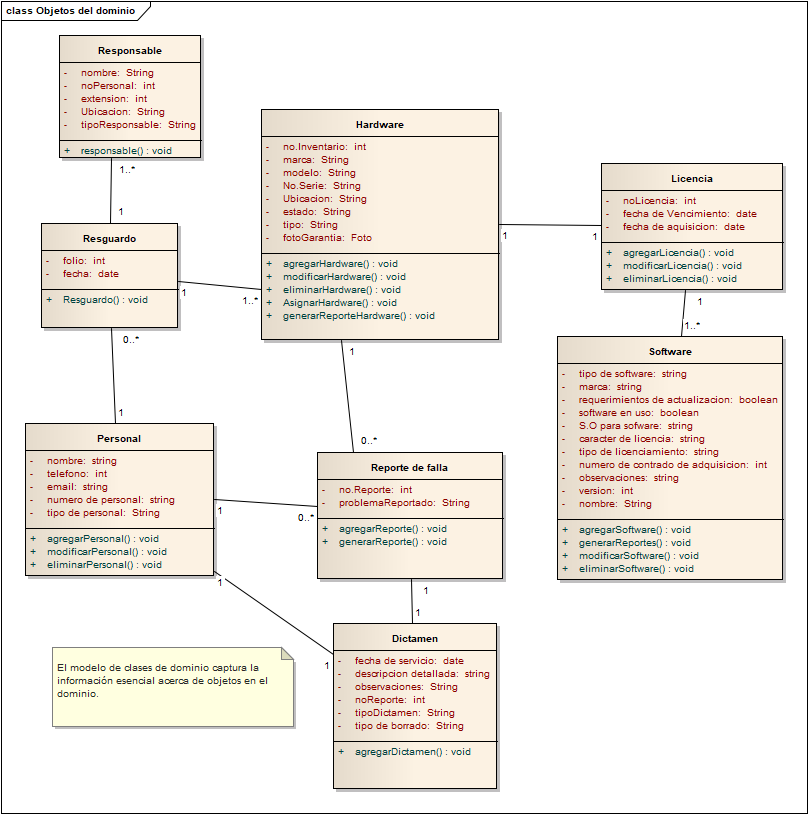 class Objetos del dominio
Responsable
- nombre: String
- noPersonal: int
- extension: int
- Ubicacion: String
- tipoResponsable: String
+ responsable() : void
1..*
1
Resguardo
- folio: int
- fecha: date
+ Resguardo() : void
1
1..*
0..*
1
Hardware
- no.Inventario: int
- marca: String
- modelo: String
- No.Serie: String
- Ubicacion: String
- estado: String
- tipo: String
- fotoGarantia: Foto
+ agregarHardware() : void
+ modificarHardware() : void
+ eliminarHardware() : void
+ AsignarHardware() : void
+ generarReporteHardware() : void
1
1
1
0..*
Licencia
- noLicencia: int
- fecha de Vencimiento: date
- fecha de aquisicion: date
+ agregarLicencia() : void
+ modificarLicencia() : void
+ eliminarLicencia() : void
1
1..*
Software
- tipo de software: string
- marca: string
- requerimientos de actualizacion: boolean
- software en uso: boolean
- S.O para sofware: string
- caracter de licencia: string
- tipo de licenciamiento: string
- numero de contrado de adquisicion: int
- observaciones: string
- version: int
- nombre: String
+ agregarSoftware() : void
+ generarReportes() : void
+ modificarSoftware() : void
+ eliminarSoftware() : void
Personal
- nombre: string
- telefono: int
- email: string
- numero de personal: string
- tipo de personal: String
+ agregarPersonal() : void
+ modificarPersonal() : void
+ eliminarPersonal() : void
1
0..*
1
1
Reporte de falla
- no.Reporte: int
- problemaReportado: String
+ agregarReporte() : void
+ generarReporte() : void
1
1
Dictamen
- fecha de servicio: date
- descripcion detallada: string
- observaciones: String
- noReporte: int
- tipoDictamen: String
- tipo de borrado: String
+ agregarDictamen() : void
El modelo de clases de dominio captura la
información esencial acerca de objetos en el
dominio.